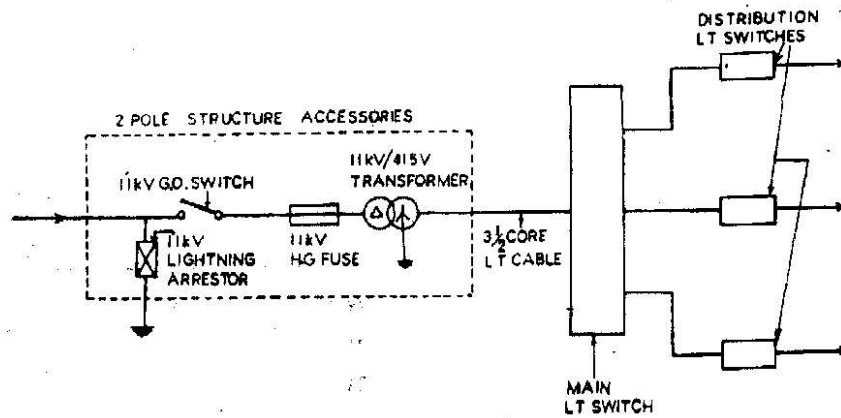 DISTRIBUTION
LT SWITCHES
2 POLE STRUCTURE ACCESSORIES
11kV G.O. SWITCH
11kV/415V
TRANSFORMER
11kV
LIGHTNING
ARRESTOR
11kV
H.G FUSE
3½ CORE
LT CABLE
MAIN
LT SWITCH